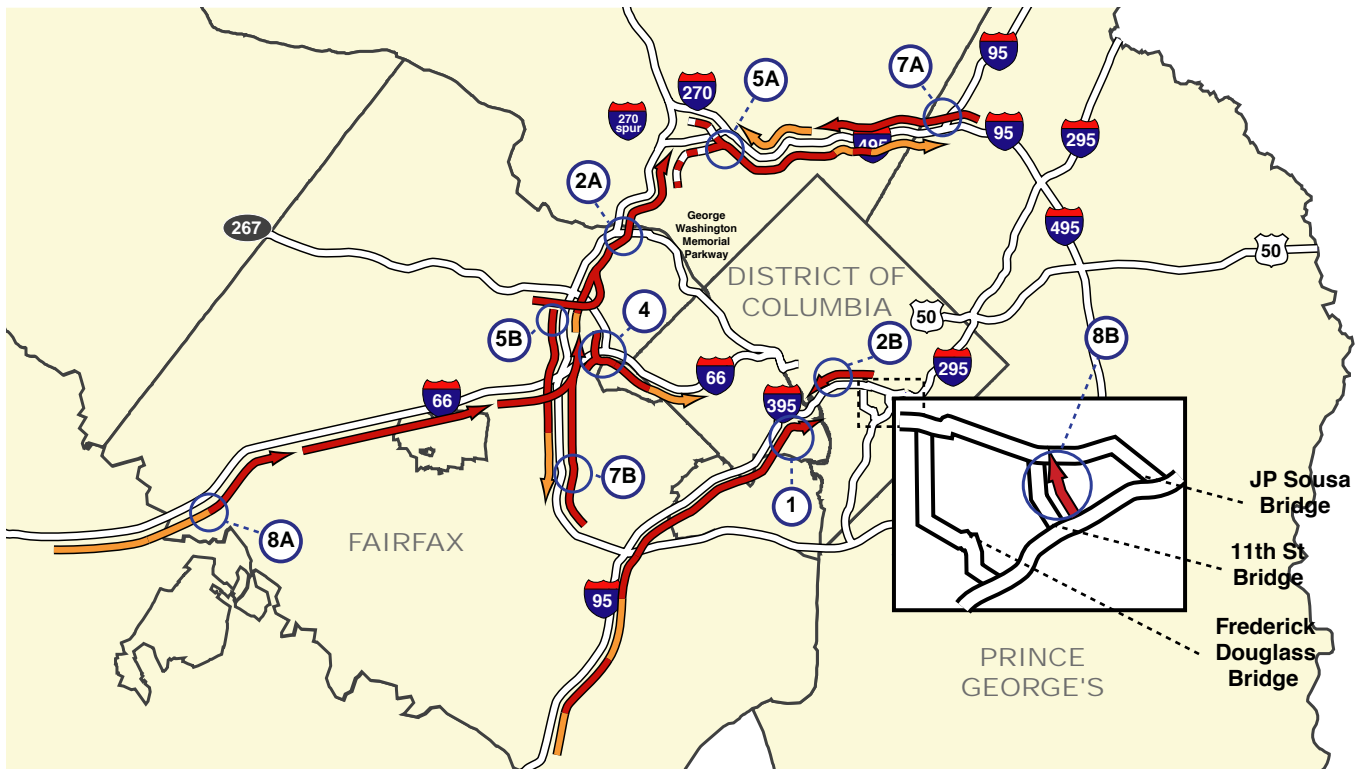 95
7A
5A
270
270
spur
95
295
495
2A
George
Washington
Memorial
Parkway
267
495
50
DISTRICT OF
COLUMBIA
50
4
5B
2B
8B
295
66
66
395
JP Sousa
Bridge
7B
1
8A
FAIRFAX
11th St
Bridge
95
Frederick
Douglass
Bridge
PRINCE
GEORGE'S